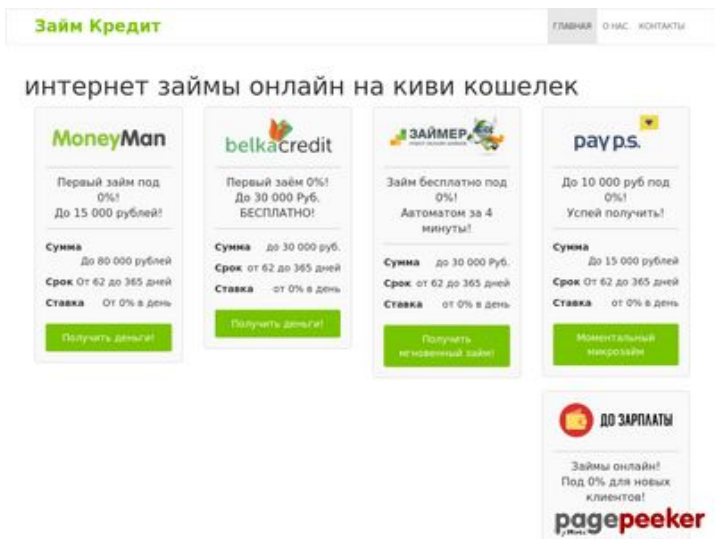 Займ Кредит
ГЛАВНАЯ О НАС КОНТАКТЫ
интернет займы онлайн на киви кошелек
MoneyMan
Первый займ под
0%!
До 15 000 рублей!
Сумма
До 80 000 рублей
Срок От 62 до 365 дней
Ставка От 0% в день
Получить деньги!
belkacredit
Первый заём 0%!
До 30 000 Руб.
БЕСПЛАТНО!
Сумма до 30 000 руб.
Срок от 62 до 365 дней
Ставка от 0% в день
Получить деньги!
ЗАЙМЕР
Займ бесплатно под
0%!
Автоматом за 4
минуты!
Сумма до 30 000 Руб.
Срок от 62 до 365 дней
Ставка от 0% в день
Получить
мгновенный займ!
pay p.s.
До 10 000 руб под
0%!
Успей получить!
Сумма
До 15 000 рублей
Срок От 62 до 365 дней
Ставка от 0% в день
Моментальный
микрозайм
ДО ЗАРПЛАТЫ
Займы онлайн!
Под 0% для новых
клиентов!
pagepeeker